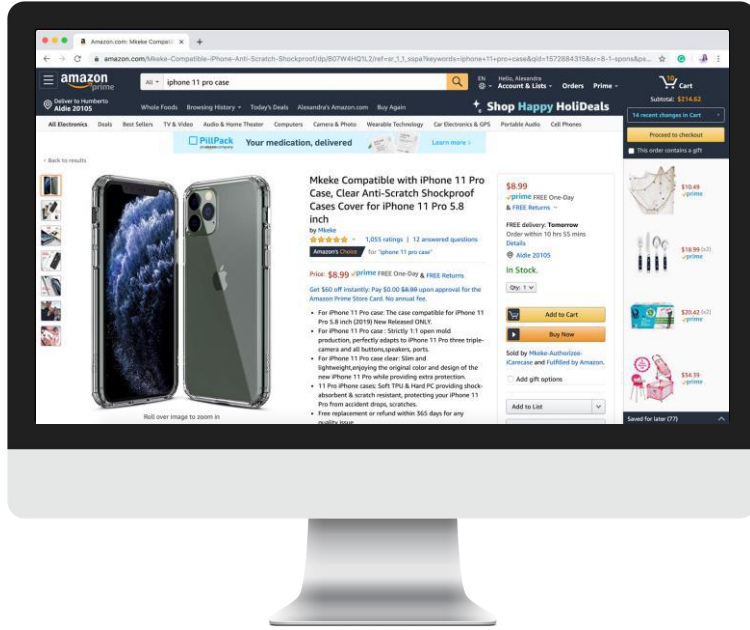 Amazon.com: Mkeke Compati
amazon.com/Mkeke-Compatible-iPhone-Anti-Scratch-Shockproof/dp/B07W4HQ1L2/ref=sr_1_1_sspa?keywords=iphone+11+pro+case&qid=1572884315&sr=8-1-spons&ps...
amazon
prime
All
iphone 11 pro case
EN
Hello, Alexandra
Account & Lists
Orders
Prime
10
Cart
Deliver to Humberto
Aldie 20105
Whole Foods Browsing History Today's Deals Alexandra's Amazon.com Buy Again
Shop Happy HoliDeals
Subtotal: $214.62
14 recent changes in Cart
Proceed to checkout
This order contains a gift
All Electronics Deals Best Sellers TV & Video Audio & Home Theater Computers Camera & Photo Wearable Technology Car Electronics & GPS Portable Audio Cell Phones
PillPack
Your medication, delivered
Learn more >
‹ Back to results
Mkeke Compatible with iPhone 11 Pro
Case, Clear Anti-Scratch Shockproof
Cases Cover for iPhone 11 Pro 5.8
inch
by Mkeke
1,055 ratings | 12 answered questions
Amazon's Choice for "iphone 11 pro case"
Price: $8.99 prime FREE One-Day & FREE Returns
Get $60 off instantly: Pay $0.00 $8.99 upon approval for the
Amazon Prime Store Card. No annual fee.
• For iPhone 11 Pro case: The case compatible for iPhone 11
Pro 5.8 inch (2019) New Released ONLY.
• For iPhone 11 Pro case : Strictly 1:1 open mold
production, perfectly adapts to iPhone 11 Pro three triple-
camera and all buttons,speakers, ports.
• For iPhone 11 Pro case clear: Slim and
lightweight,enjoying the original color and design of the
new iPhone 11 Pro while providing extra protection.
• 11 Pro iPhone cases: Soft TPU & Hard PC providing shock-
absorbent & scratch resistant, protecting your iPhone 11
Pro from accident drops, scratches.
• Free replacement or refund within 365 days for any
quality issue
Roll over image to zoom in
$8.99
prime FREE One-Day
& FREE Returns
FREE delivery: Tomorrow
Order within 10 hrs 55 mins
Details
Aldie 20105
In Stock.
Qty: 1
Add to Cart
Buy Now
Sold by Mkeke-Authorizee-
iCarecase and Fulfilled by Amazon.
Add gift options
Add to List
$10.49
prime
$18.99 (x2)
prime
$20.42 (x2)
prime
$54.39
prime
Saved for later (77)